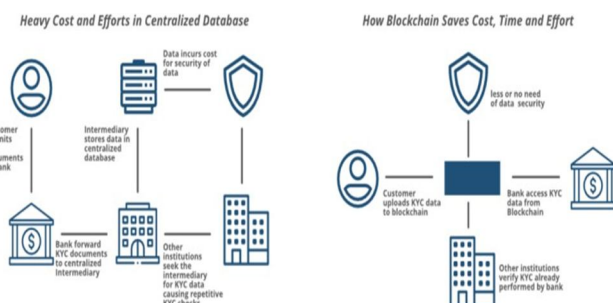 Heavy Cost and Efforts in Centralized Database
How Blockchain Saves Cost, Time and Effort
Data incurs cost
for security of
data
omer
nits
uments
ank
Intermediary
stores data in
centralized
database
Bank forward
KYC documents
to centralized
Intermediary
Other
institutions
seek the
intermediary
for KYC data
causing repetitive
KYC checks
less or no need
of data security
Customer
uploads KYC data
to blockchain
Bank access KYC
data from
Blockchain
Other institutions
verify KYC already
performed by bank